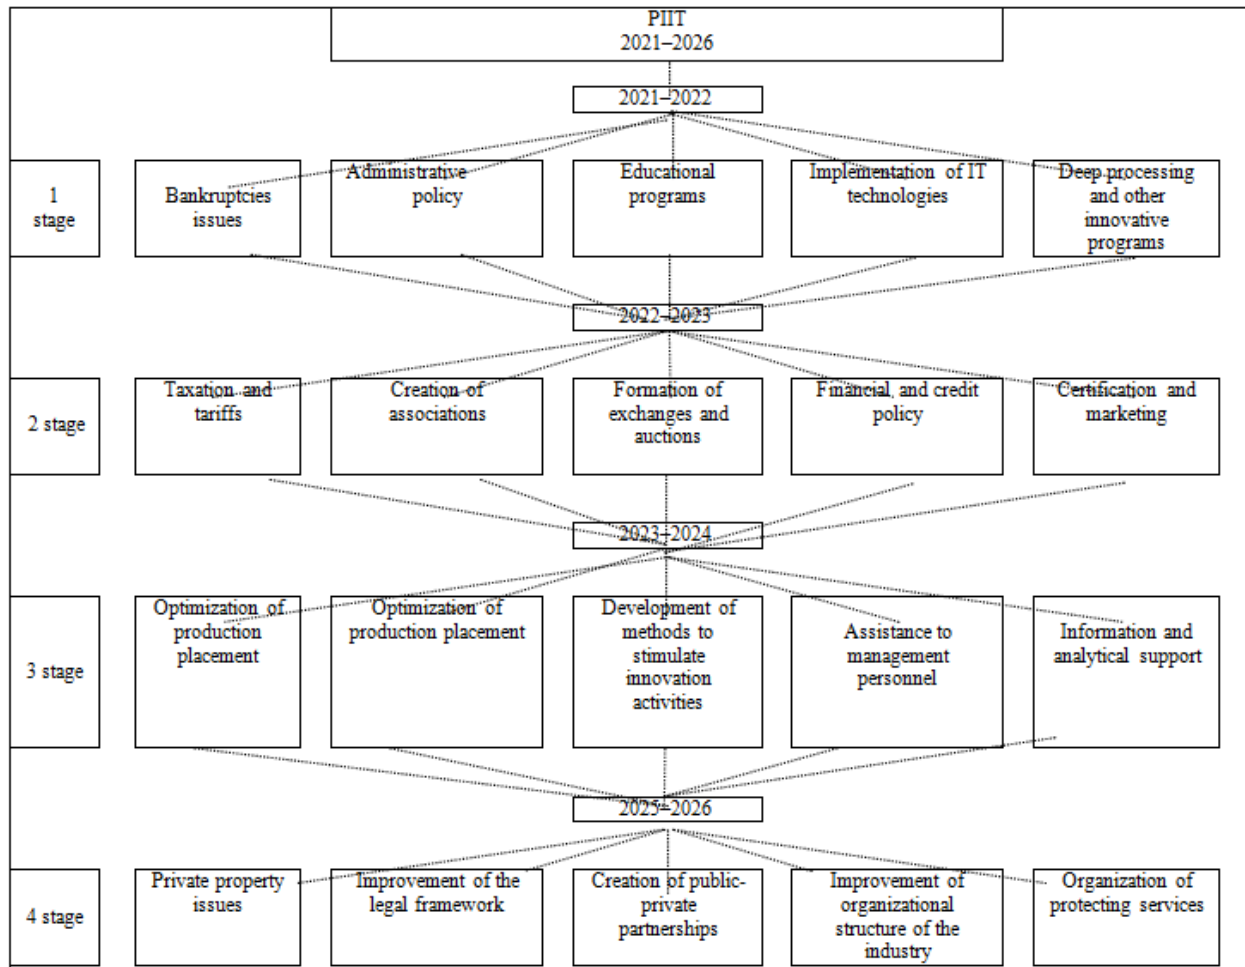 PIIT
2021–2026
2021–2022
1
stage
Bankruptcies
issues
Administrative
policy
Educational
programs
Implementation of IT
technologies
Deep processing
and other
innovative
programs
2022–2023
2 stage
Taxation and
tariffs
Creation of
associations
Formation of
exchanges and
auctions
Financial and credit
policy
Certification and
marketing
2023–2024
3 stage
Optimization of
production
placement
Optimization of
production placement
Development of
methods to
stimulate
innovation
activities
Assistance to
management
personnel
Information and
analytical support
2025–2026
4 stage
Private property
issues
Improvement of the
legal framework
Creation of public-
private
partnerships
Improvement of
organizational
structure of the
industry
Organization of
protecting services